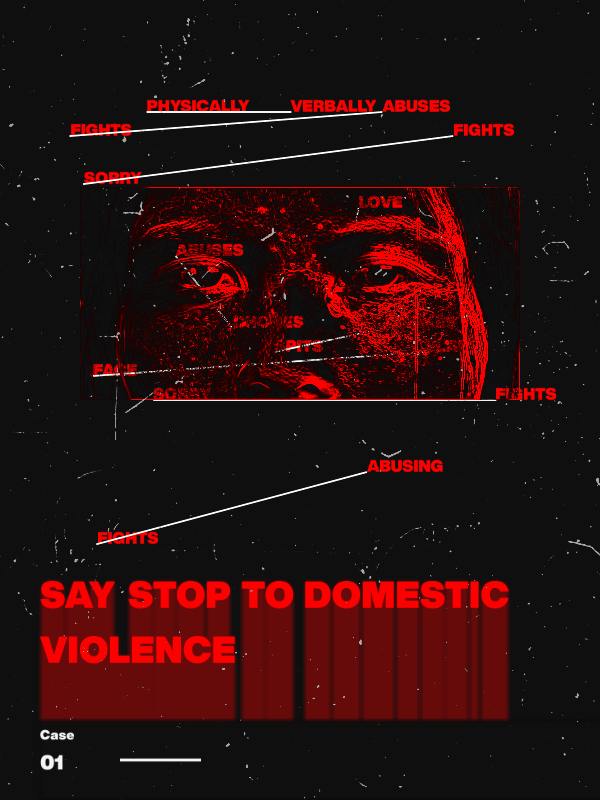 PHYSICALLY VERBALLY ABUSES
FIGHTS FIGHTS
SORRY
LOVE
ABUSES
FACE
SORRY FIGHTS
ABUSING
FIGHTS
SAY STOP TO DOMESTIC
VIOLENCE
Case
01